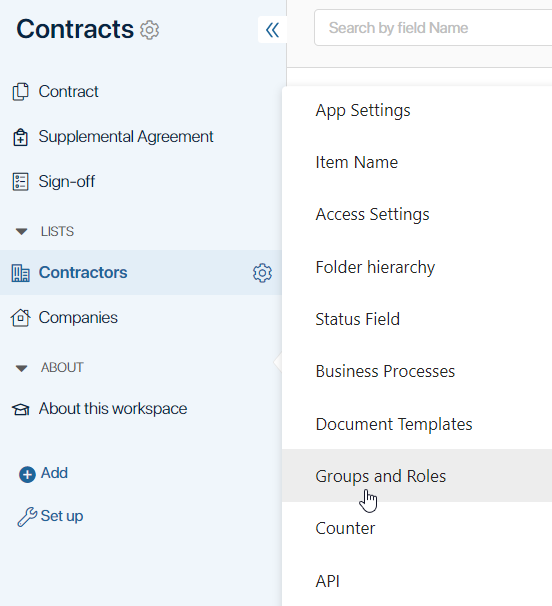 Contracts
Search by field Name
Contract
Supplemental Agreement
Sign-off
LISTS
Contractors
Companies
ABOUT
About this workspace
Add
Set up
App Settings
Item Name
Access Settings
Folder hierarchy
Status Field
Business Processes
Document Templates
Groups and Roles
Counter
API